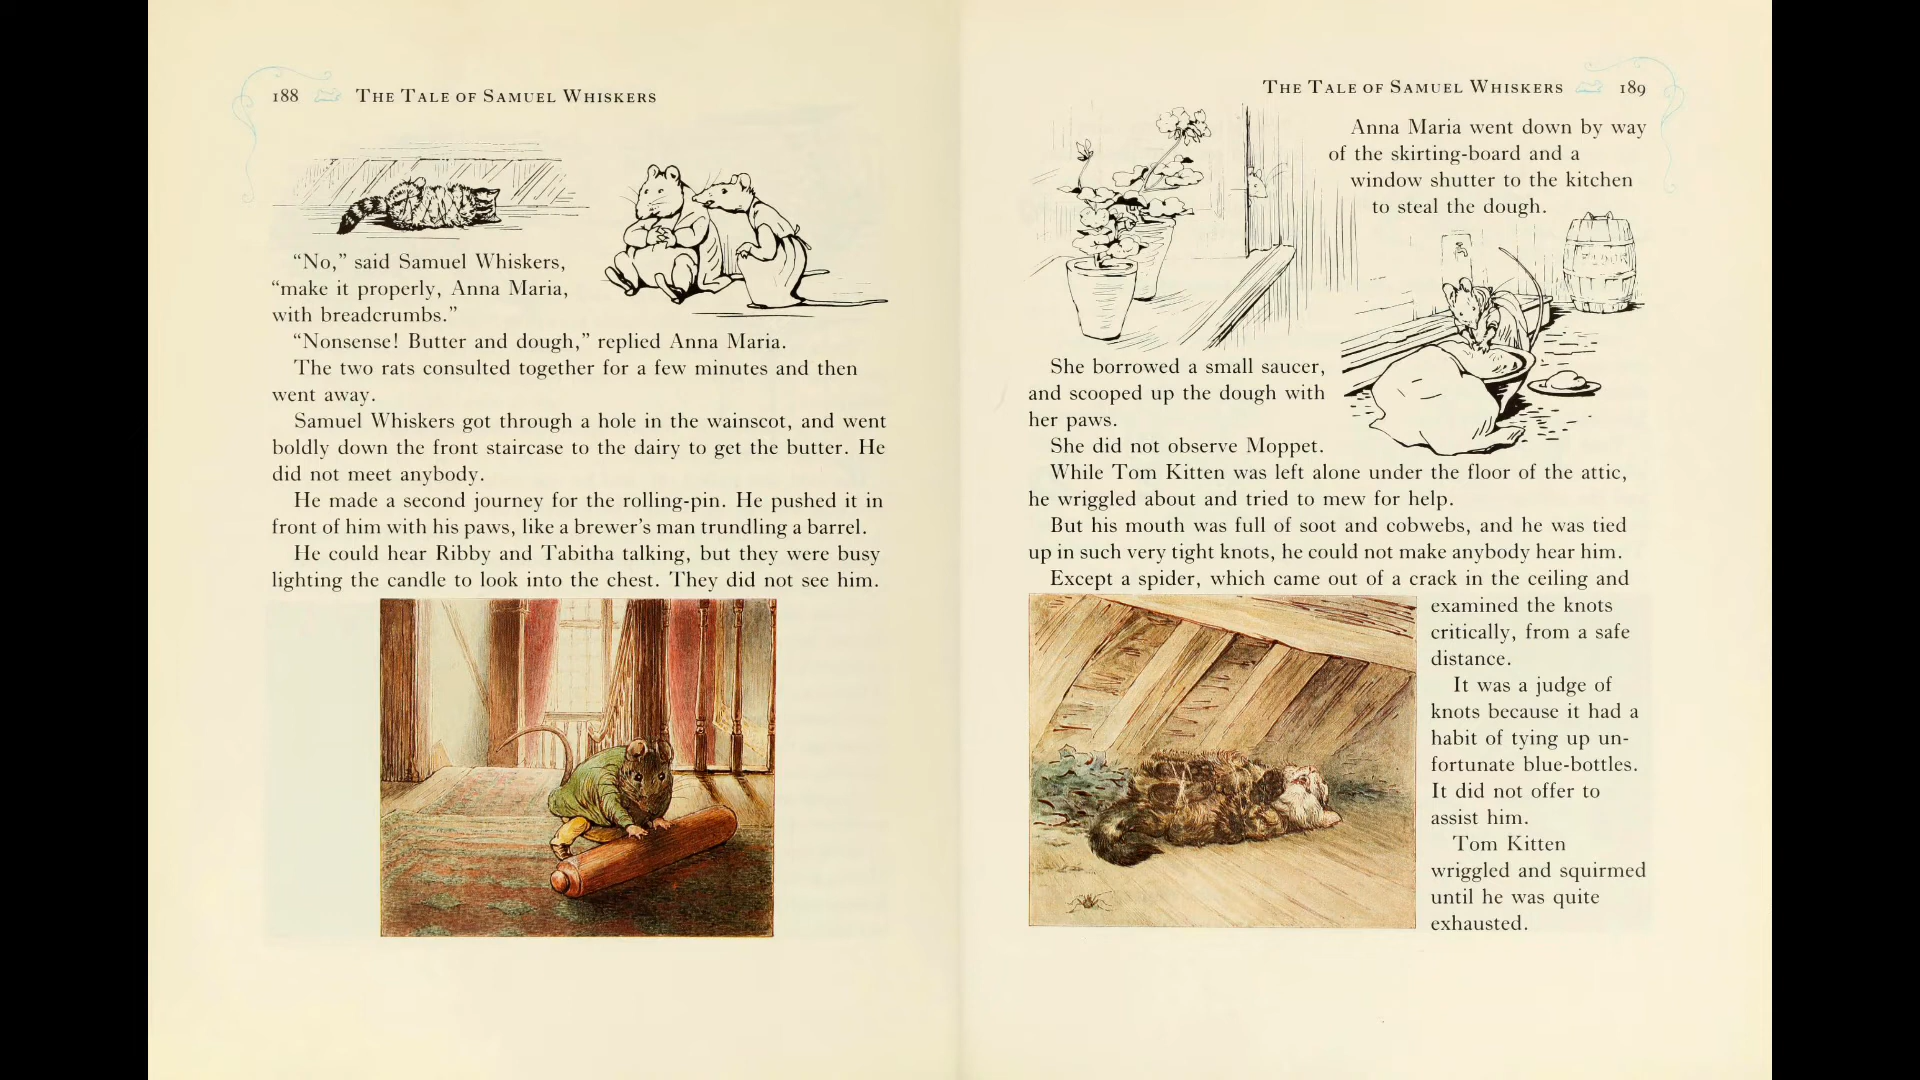 188 THE TALE OF SAMUEL WHISKERS
“No,” said Samuel Whiskers,
“make it properly, Anna Maria,
with breadcrumbs.”
“Nonsense! Butter and dough,” replied Anna Maria.
The two rats consulted together for a few minutes and then
went away.
Samuel Whiskers got through a hole in the wainscot, and went
boldly down the front staircase to the dairy to get the butter. He
did not meet anybody.
He made a second journey for the rolling-pin. He pushed it in
front of him with his paws, like a brewer’s man trundling a barrel.
He could hear Ribby and Tabitha talking, but they were busy
lighting the candle to look into the chest. They did not see him.
THE TALE OF SAMUEL WHISKERS 189
Anna Maria went down by way
of the skirting-board and a
window shutter to the kitchen
to steal the dough.
FLOUR
She borrowed a small saucer,
and scooped up the dough with
her paws.
She did not observe Moppet.
While Tom Kitten was left alone under the floor of the attic,
he wriggled about and tried to mew for help.
But his mouth was full of soot and cobwebs, and he was tied
up in such very tight knots, he could not make anybody hear him.
Except a spider, which came out of a crack in the ceiling and
examined the knots
critically, from a safe
distance.
It was a judge of
knots because it had a
habit of tying up un-
fortunate blue-bottles.
It did not offer to
assist him.
Tom Kitten
wriggled and squirmed
until he was quite
exhausted.